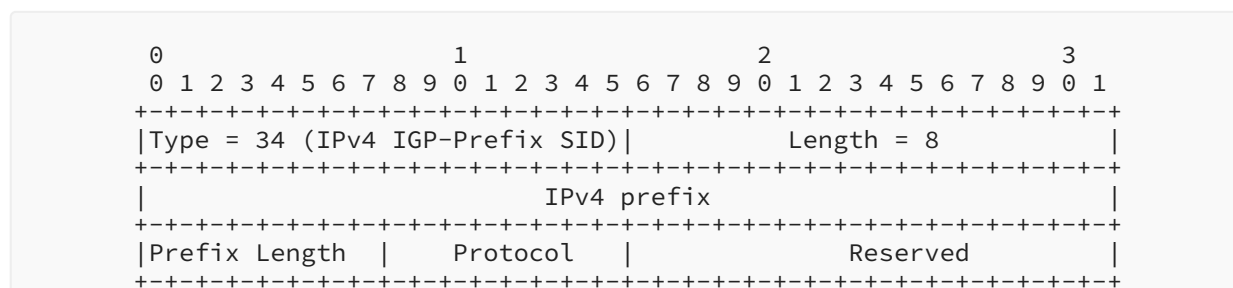 0                   1                   2                   3
 0 1 2 3 4 5 6 7 8 9 0 1 2 3 4 5 6 7 8 9 0 1 2 3 4 5 6 7 8 9 0 1
+-+-+-+-+-+-+-+-+-+-+-+-+-+-+-+-+-+-+-+-+-+-+-+-+-+-+-+-+-+-+-+-+
|Type = 34 (IPv4 IGP-Prefix SID)|          Length = 8           |
+-+-+-+-+-+-+-+-+-+-+-+-+-+-+-+-+-+-+-+-+-+-+-+-+-+-+-+-+-+-+-+-+
|                          IPv4 prefix                          |
+-+-+-+-+-+-+-+-+-+-+-+-+-+-+-+-+-+-+-+-+-+-+-+-+-+-+-+-+-+-+-+-+
|Prefix Length  |    Protocol   |              Reserved         |
+-+-+-+-+-+-+-+-+-+-+-+-+-+-+-+-+-+-+-+-+-+-+-+-+-+-+-+-+-+-+-+-+